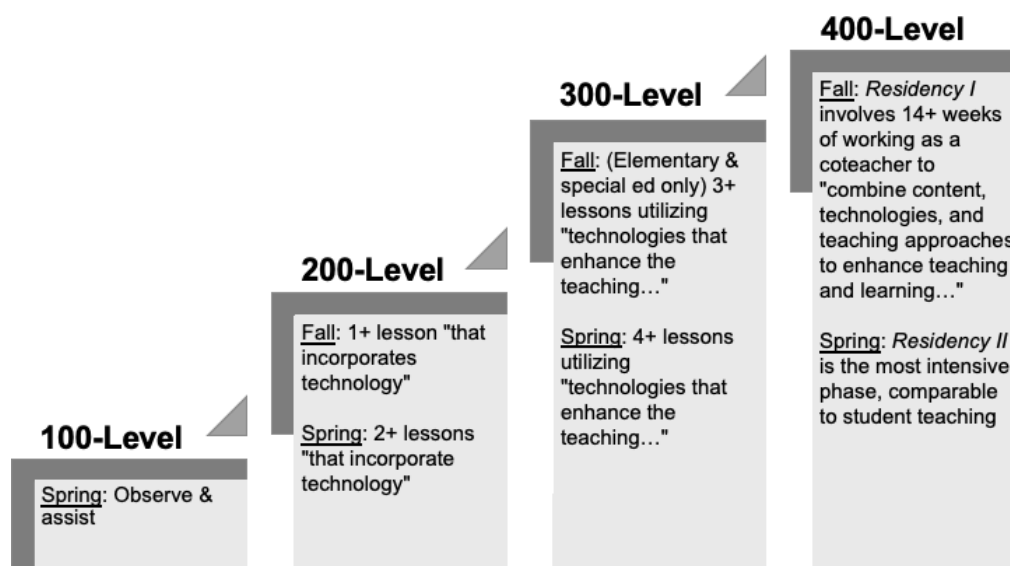 100-Level
Spring: Observe &
assist
200-Level
Fall: 1+ lesson "that
incorporates
technology"
Spring: 2+ lessons
"that incorporate
technology"
300-Level
Fall: (Elementary &
special ed only) 3+
lessons utilizing
"technologies that
enhance the
teaching…"
Spring: 4+ lessons
utilizing
"technologies that
enhance the
teaching…"
400-Level
Fall: Residency I
involves 14+ weeks
of working as a
coteacher to
"combine content,
technologies, and
teaching approaches
to enhance teaching
and learning…"
Spring: Residency II
is the most intensive
phase, comparable
to student teaching